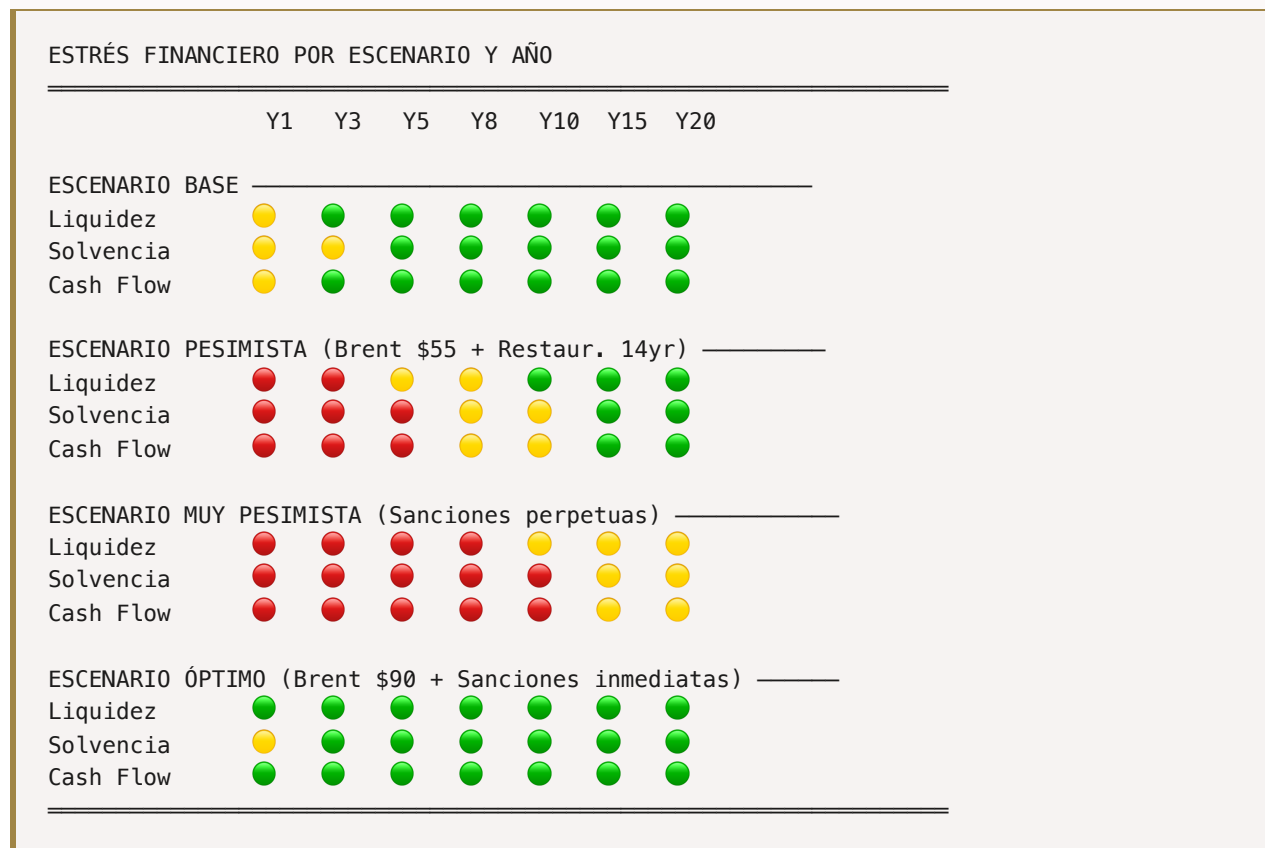 ESTRÉS FINANCIERO POR ESCENARIO Y AÑO
Y1 Y3 Y5 Y8 Y10 Y15 Y20
ESCENARIO BASE
Liquidez 🟡 🟢 🟢 🟢 🟢 🟢 🟢
Solvencia 🟡 🟡 🟢 🟢 🟢 🟢 🟢
Cash Flow 🟡 🟢 🟢 🟢 🟢 🟢 🟢
ESCENARIO PESIMISTA (Brent $55 + Restaur. 14yr)
Liquidez 🔴 🔴 🟡 🟡 🟢 🟢 🟢
Solvencia 🔴 🔴 🔴 🟡 🟡 🟢 🟢
Cash Flow 🔴 🔴 🔴 🟡 🟡 🟢 🟢
ESCENARIO MUY PESIMISTA (Sanciones perpetuas)
Liquidez 🔴 🔴 🔴 🔴 🟡 🟡 🟡
Solvencia 🔴 🔴 🔴 🔴 🔴 🟡 🟡
Cash Flow 🔴 🔴 🔴 🔴 🔴 🟡 🟡
ESCENARIO ÓPTIMO (Brent $90 + Sanciones inmediatas)
Liquidez 🟢 🟢 🟢 🟢 🟢 🟢 🟢
Solvencia 🟡 🟢 🟢 🟢 🟢 🟢 🟢
Cash Flow 🟢 🟢 🟢 🟢 🟢 🟢 🟢